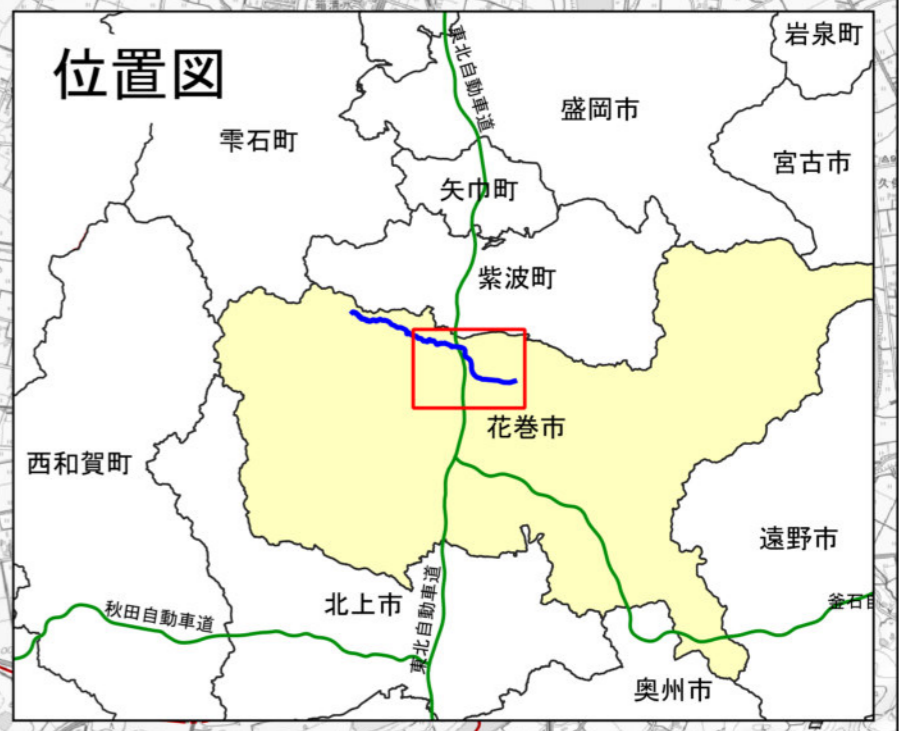 位置図
岩泉町
東北自動車道
盛岡市
雫石町
宮古市
矢巾町
紫波町
花巻市
西和賀町
遠野市
北上市
秋田自動車道
東北自動車道
釜石自
奥州市